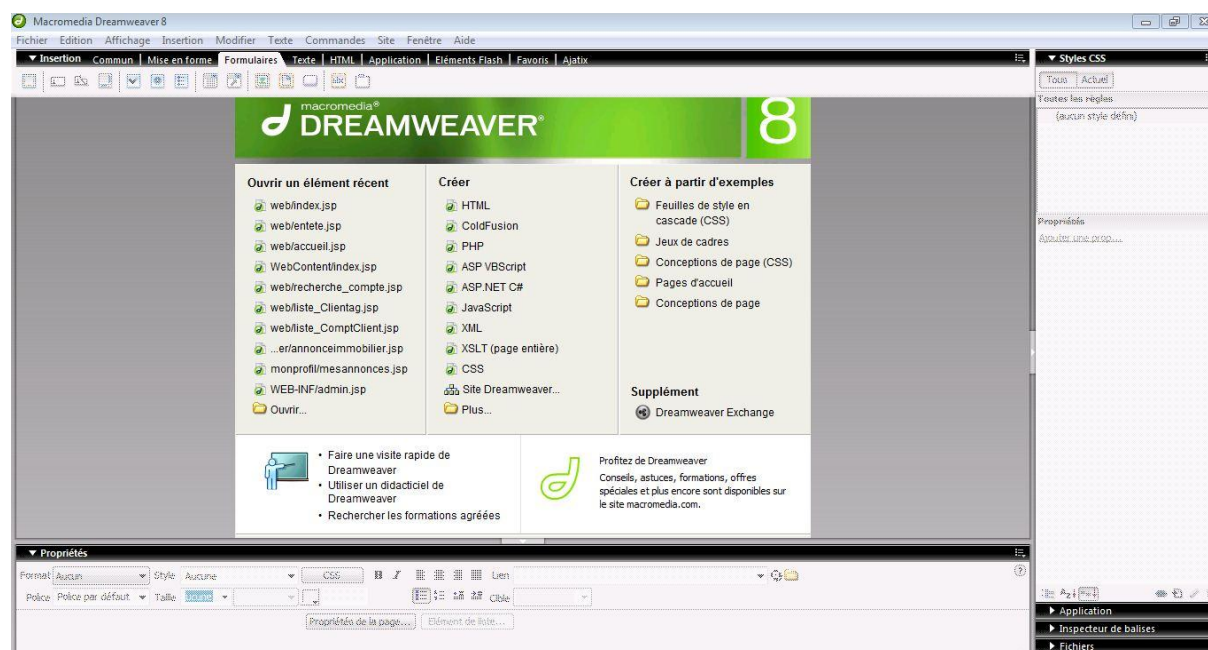 Macromedia Dreamweaver 8
Fichier Edition Affichage Insertion Modifier Texte Commandes Site Fenêtre Aide
Insertion Commun Mise en forme Formulaires Texte HTML Application Eléments Flash Favoris Ajatix
macromedia®
DREAMWEAVER® 8
Ouvrir un élément récent
web/index.jsp
web/entete.jsp
web/accueil.jsp
WebContent/index.jsp
web/recherche_compte.jsp
web/liste_Clientag.jsp
web/liste_ComptClient.jsp
...er/annonceimmobilier.jsp
monprofil/mesannonces.jsp
WEB-INF/admin.jsp
Ouvrir...
Créer
HTML
ColdFusion
PHP
ASP VBScript
ASP.NET C#
JavaScript
XML
XSLT (page entière)
CSS
Site Dreamweaver...
Plus...
Créer à partir d'exemples
Feuilles de style en
cascade (CSS)
Jeux de cadres
Conceptions de page (CSS)
Pages d'accueil
Conceptions de page
Supplément
Dreamweaver Exchange
• Faire une visite rapide de
Dreamweaver
• Utiliser un didacticiel de
Dreamweaver
• Rechercher les formations agréées
Profitez de Dreamweaver
Conseils, astuces, formations, offres
spéciales et plus encore sont disponibles sur
le site macromedia.com.
Styles CSS
Tous Actuel
Toutes les règles
(aucun style défini)
Propriétés
Ajouter une prop....
Application
Inspecteur de balises
Fichiers
Propriétés
Format Aucun Style Aucune CSS B I Lien
Police Police par défaut Taille Aucune Cible
Propriétés de la page... Elément de liste...